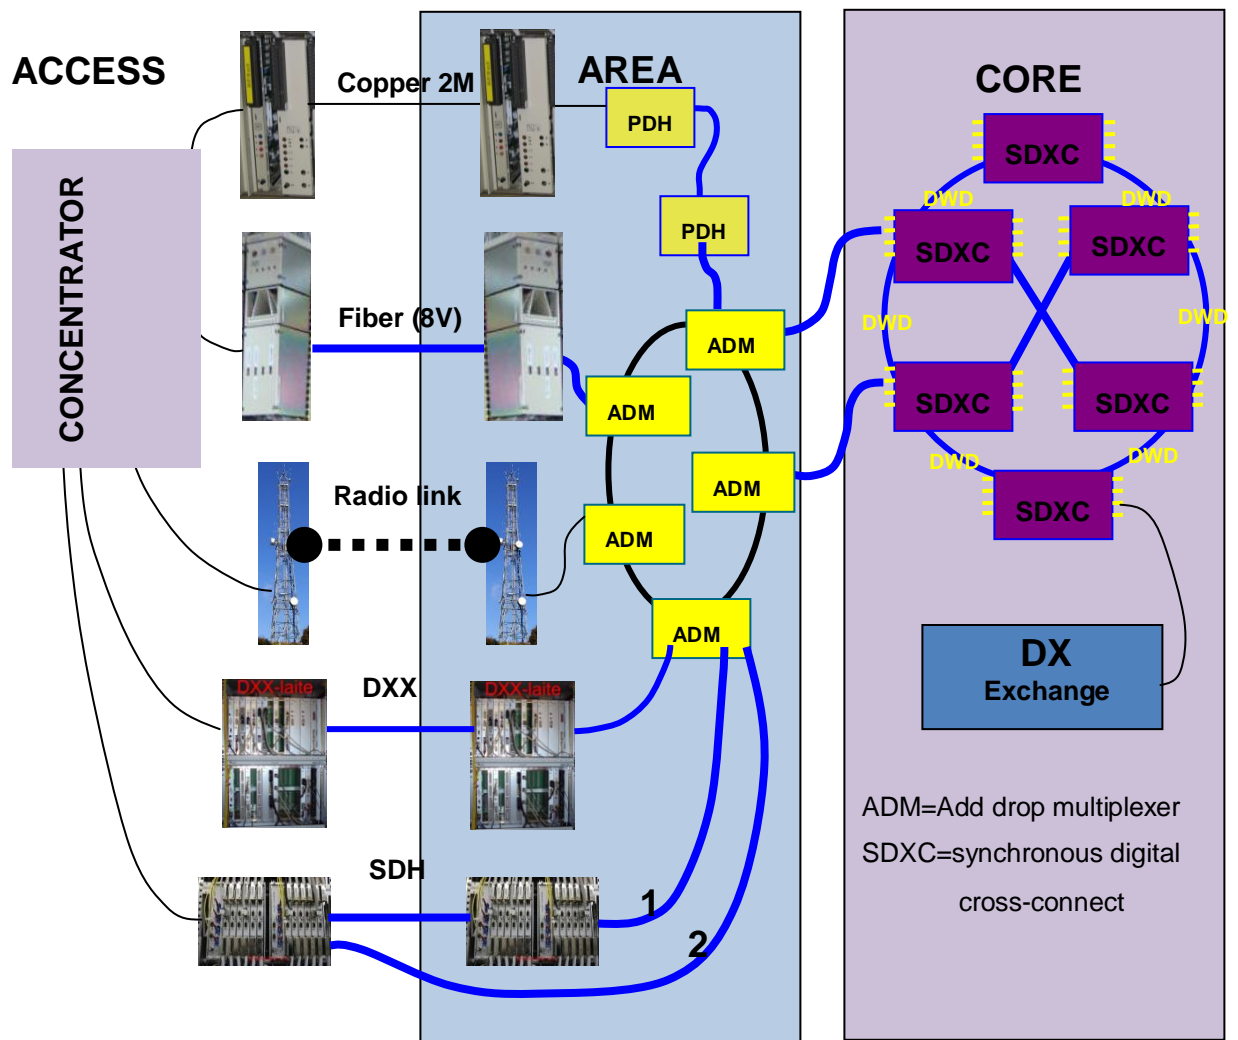 ACCESS
Copper 2M
AREA
CORE
PDH
SDXC
CONCENTRATOR
DWD
DWD
PDH
SDXC
SDXC
Fiber (8V)
DWD
DWD
ADM
ADM
SDXC
SDXC
DWD
DWD
Radio link
ADM
SDXC
ADM
ADM
DX
Exchange
DXX
DXX-laite
DXX-laite
ADM=Add drop multiplexer
SDXC=synchronous digital
cross-connect
SDH
1
2